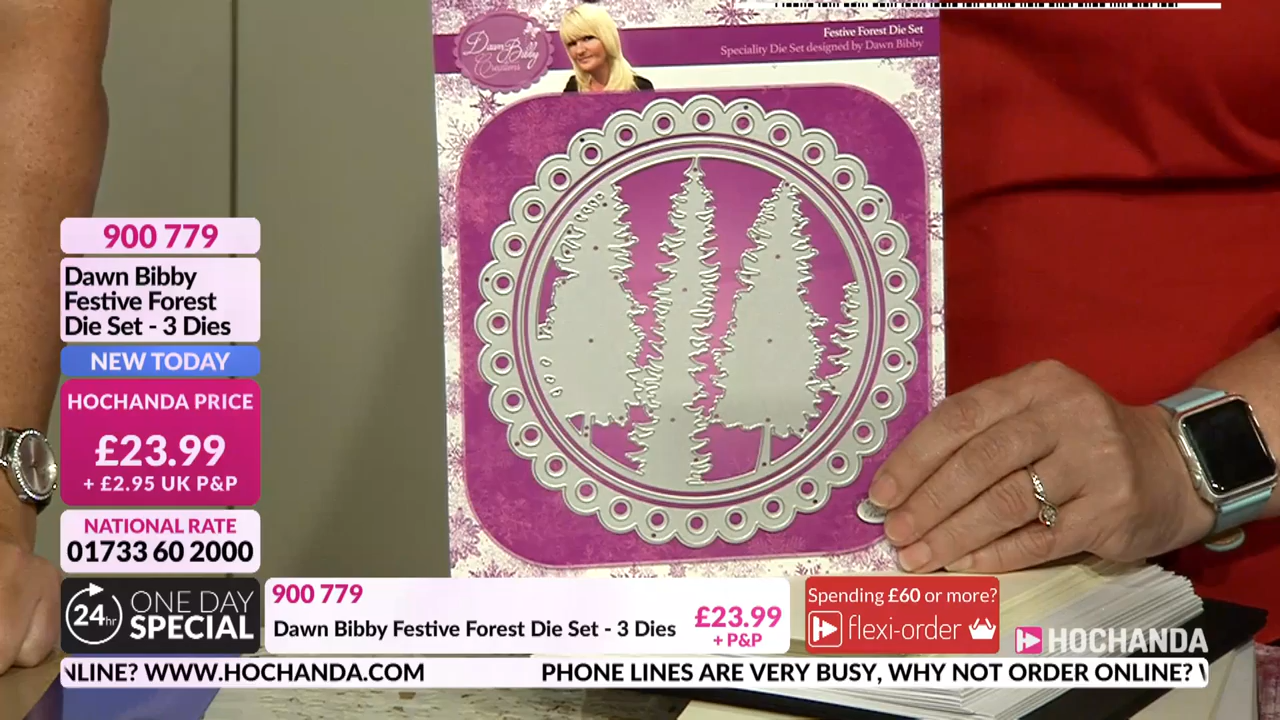 Festive Forest Die Set
Speciality Die Set designed by Dawn Bibby
Dawn Bibby
Creations
900 779
Dawn Bibby
Festive Forest
Die Set - 3 Dies
NEW TODAY
HOCHANDA PRICE
£23.99
+ £2.95 UK P&P
NATIONAL RATE
01733 60 2000
24hr
ONE DAY
SPECIAL
900 779
Dawn Bibby Festive Forest Die Set - 3 Dies
£23.99
+ P&P
Spending £60 or more?
flexi-order
HOCHANDA
NLINE? WWW.HOCHANDA.COM PHONE LINES ARE VERY BUSY, WHY NOT ORDER ONLINE?